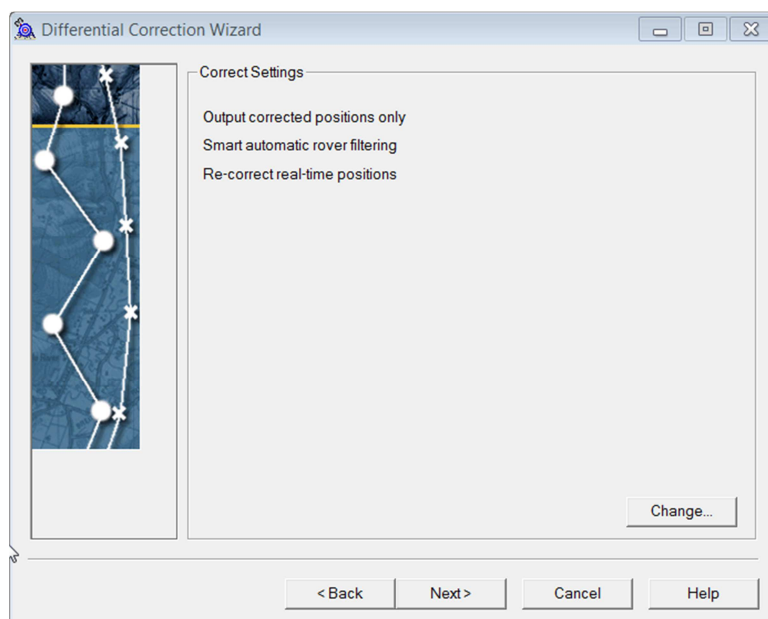 Differential Correction Wizard
Correct Settings
Output corrected positions only
Smart automatic rover filtering
Re-correct real-time positions
Change...
< Back
Next >
Cancel
Help